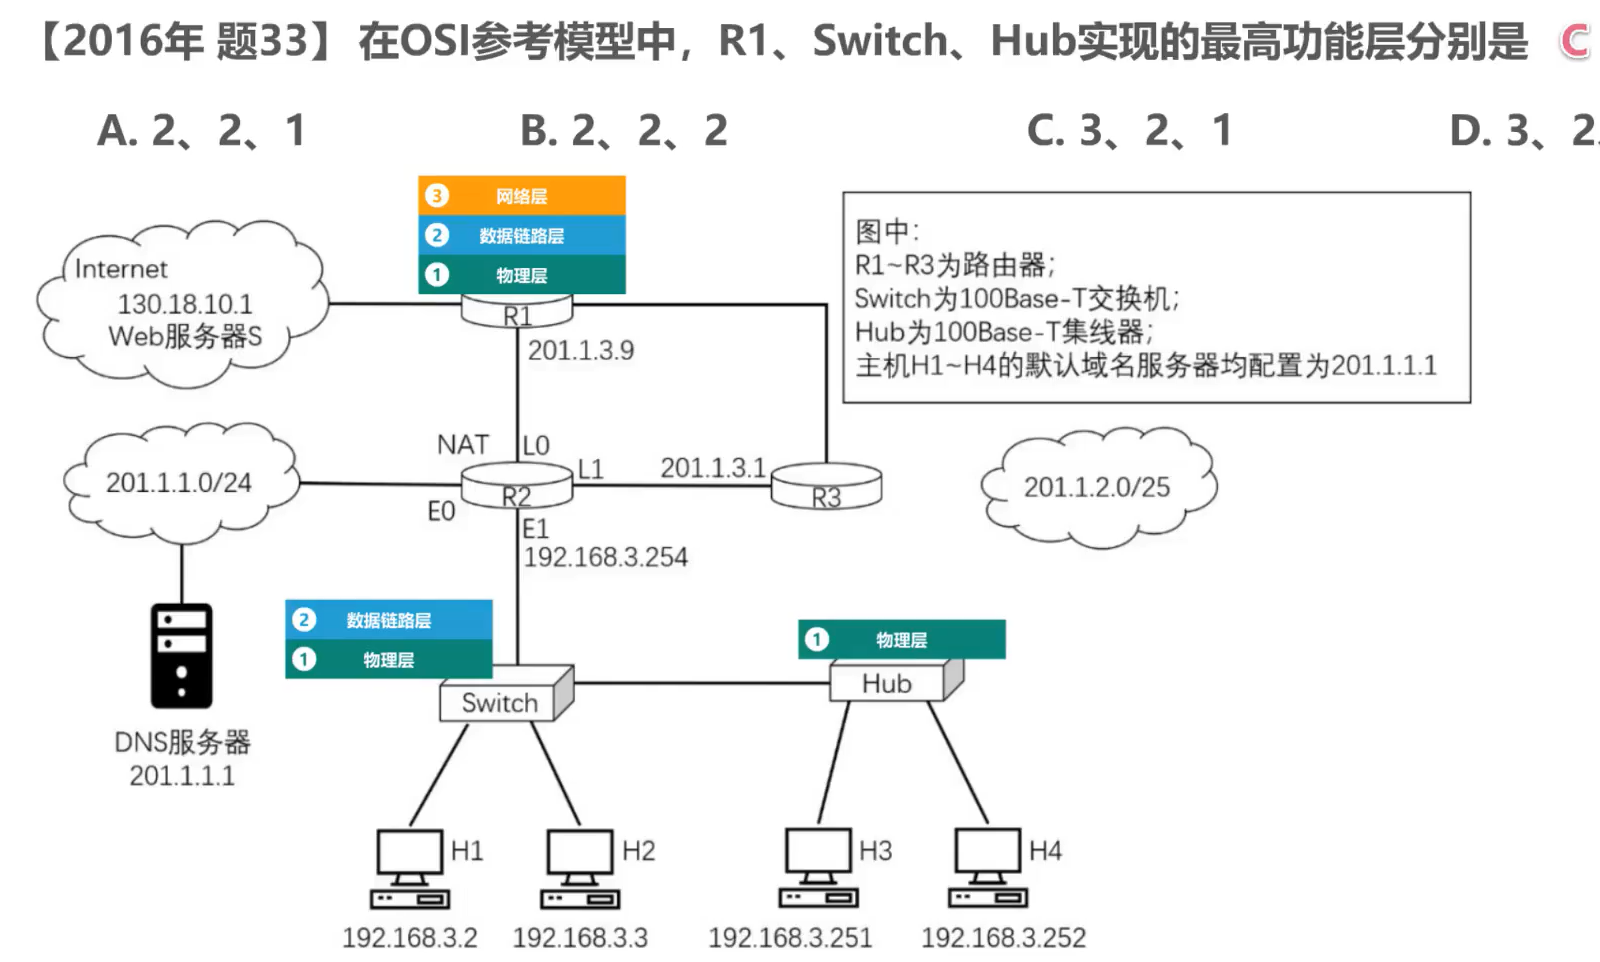 【2016年 题33】 在OSI参考模型中，R1、Switch、Hub实现的最高功能层分别是 C
A. 2、2、1 B. 2、2、2 C. 3、2、1 D. 3、2
3 网络层
2 数据链路层
1 物理层
Internet
130.18.10.1
Web服务器S
R1
201.1.3.9
图中：
R1~R3为路由器；
Switch为100Base-T交换机；
Hub为100Base-T集线器；
主机H1~H4的默认域名服务器均配置为201.1.1.1
201.1.1.0/24
NAT L0
R2
L1
201.1.3.1
R3
E0
E1
192.168.3.254
201.1.2.0/25
DNS服务器
201.1.1.1
2 数据链路层
1 物理层
Switch
1 物理层
Hub
H1
H2
H3
H4
192.168.3.2
192.168.3.3
192.168.3.251
192.168.3.252